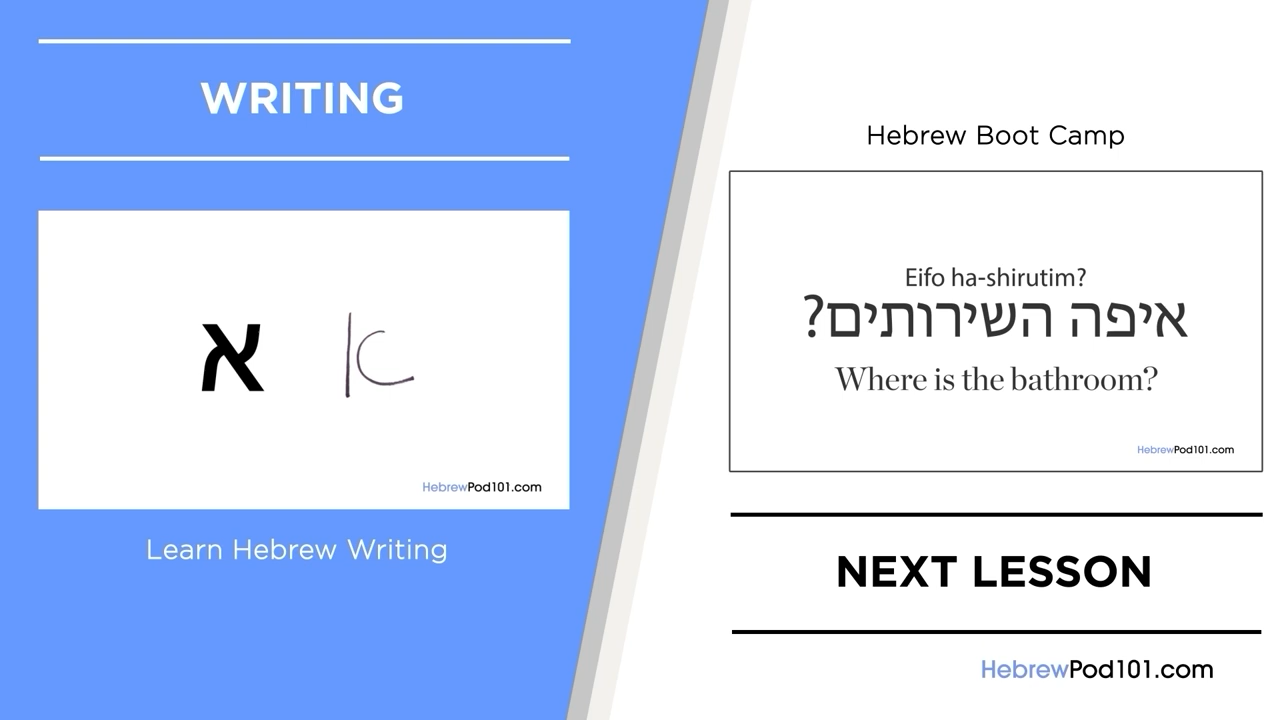 WRITING
א א
HebrewPod101.com
Learn Hebrew Writing
Hebrew Boot Camp
Eifo ha-shirutim?
איפה השירותים?
Where is the bathroom?
HebrewPod101.com
NEXT LESSON
HebrewPod101.com